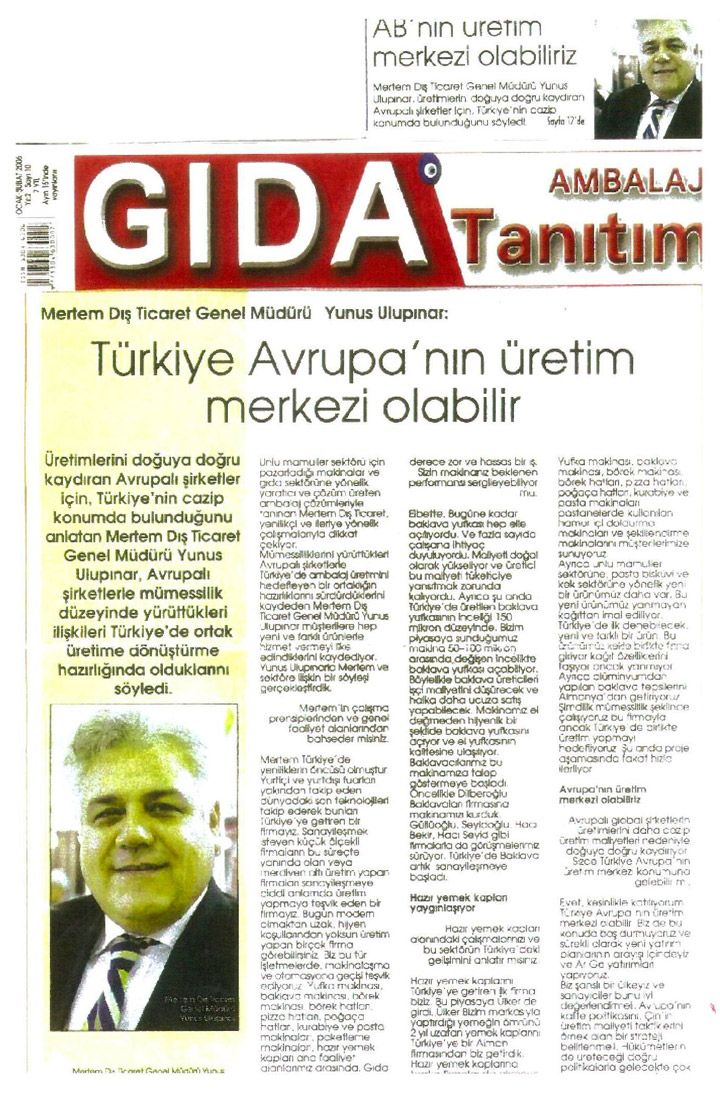 AB'nin üretim
merkezi olabiliriz
Mertem Dış Ticaret Genel Müdürü Yunus
Ulupınar, üretimlerin doğuya doğru kaydıran
Avrupalı şirketler için, Türkiye'nin cazip
konumda bulunduğunu söyledi. Sayfa 17'de
OCAK-ŞUBAT 2006
Yıl:2 Sayı:10
GIDA
AMBALAJ
Tanıtım
Mertem Dış Ticaret Genel Müdürü Yunus Ulupınar:
Türkiye Avrupa'nın üretim
merkezi olabilir
Üretimlerini doğuya doğru
kaydıran Avrupalı şirketler
için, Türkiye'nin cazip
konumda bulunduğunu
anlatan Mertem Dış Ticaret
Genel Müdürü Yunus
Ulupınar, Avrupalı
şirketlerle mümessilik
düzeyinde yürüttükleri
ilişkileri Türkiye'de ortak
üretime dönüştürme
hazırlığında olduklarını
söyledi.
Mertem Dış Ticaret
Genel Müdürü
Yunus Ulupınar
Mertem Dış Ticaret Genel Müdürü Yunus
Unlu mamuller sektörü için
pazarladığı makinalar ve
gıda sektörüne yönelik
yaratıcı ve çözüm üreten
ambalaj çözümleriyle
tanınan Mertem Dış Ticaret,
yenilikçi ve ileriye yönelik
çalışmalarıyla dikkat
çekiyor.
Mümessilliklerini yürüttükleri
Avrupalı şirketlerle
Türkiye'de ambalaj üretimini
hedefleyen bir ortaklığın
hazırlıklarını sürdürdüklerini
kaydeden Mertem Dış
Ticaret Genel Müdürü Yunus
Ulupınar müşterilere hep
yeni ve farklı ürünlerle
hizmet vermeyi ilke
edindiklerini kaydediyor.
Yunus Ulupınarla Mertem ve
sektöre ilişkin bir söyleşi
gerçekleştirdik.
Mertem'in çalışma
prensiplerinden ve genel
faaliyet alanlarından
bahseder misiniz.
Mertem Türkiye'de
yeniliklerin öncüsü olmuştur.
Yurtiçi ve yurtdışı fuarları
yakından takip eden
dünyadaki son teknolojileri
takip ederek bunları
Türkiye'ye getiren bir
firmayız. Sanayileşmek
isteven küçük ölçekli
firmaların bu süreçte
yanında olan veya
merdiven altı üretim yapan
firmaları sanayileşmeye
ciddi anlamda üretim
yapmaya teşvik eden bir
firmayız. Bugün modern
olmaktan uzak, hijyen
koşullarından yoksun üretim
yapan birçok firma
görebilirsiniz. Biz bu tür
işletmelerde, makinalaşma
ve otomasyona geçişi teşvik
ediyoruz. Yufka makinası,
baklava makinası, börek
makinası, börek hatları,
pizza hatları, poğaça
hatları, kurabiye ve pasta
makinaları, paketleme
makinaları, hazır yemek
kapları ana faaliyet
alanlarımız arasında. Gıda
derece zor ve hassas bir iş.
Sizin makinanız beklenen
performansı sergileyebiliyor
mu.
Elbette. Bugüne kadar
baklava yufkası hep elle
açılıyordu. Ve fazla sayıda
çalışana ihtiyaç
duyuluyordu. Maliyeti doğal
olarak yükseliyor ve üretici
bu maliyeti tüketiciye
yansıtmak zorunda
kalıyordu. Ayrıca şu anda
Türkiye'de üretilen baklava
yufkasının inceliği 150
mikron düzeyinde. Bizim
piyasaya sunduğumuz
makina 50-100 mikron
arasında değişen incelikte
baklava yufkası açabiliyor.
Böylelikle baklava üreticileri
işçi maliyetini düşürecek ve
halka daha ucuza satış
yapabilecek. Makinamız el
değmeden hijyenik bir
şekilde baklava yufkasını
açıyor ve el yufkasının
kalitesine ulaşıyor.
Baklavacılarımız bu
makinamıza talep
göstermeye başladı.
Öncelikle Dilberoğlu
Baklavaları firmasına
makinamızı kurduk.
Güllüoğlu, Seyidoğlu, Hacı
Bekir, Hacı Seyid gibi
firmalarla da görüşmelerimiz
sürüyor. Türkiye'de Baklava
artık sanayileşmeye
başladı.
Hazır yemek kapları
yaygınlaşıyor
Hazır yemek kapları
alanındaki çalışmalarınızı ve
bu sektörün Türkiye'deki
gelişimini anlatır mısınız.
Hazır yemek kaplarını
Türkiye'ye getiren ilk firma
biziz. Bu piyasaya Ülker de
girdi. Ülker Bizim markasıyla
yaptırdığı yemeğin ömrünü
2 yıl uzatan yemek kaplarını
Türkiye'ye bir Alman
firmasından biz getirdik.
Hazır yemek kaplarına
Yufka makinası, baklava
makinası, börek makinası,
börek hatları, pizza hatları,
poğaça hatları, kurabiye ve
pasta makinaları
pastanelerde kullanılan
hamur içi doldurma
makinaları ve şekillendirme
makinalarını müşterilerimize
sunuyoruz.
Ayrıca unlu mamuller
sektörüne, pasta bisküvi ve
kek sektörüne yönelik yeni
bir ürünümüz daha var. Bu
yeni ürünümüz yanmayan
kağıttan imal ediliyor.
Türkiye'de ilk denebilecek,
yeni ve farklı bir ürün. Bu
ürünümüz kekle birlikte fırına
giriyor kağıt özelliklerini
taşıyor ancak yanmıyor.
Ayrıca alüminyumdan
yapılan baklava tepsilerini
Almanya'dan getiriyoruz.
Şimdilik mümessillik şeklinde
çalışıyoruz bu firmayla
ancak Türkiye'de birlikte
üretim yapmayı
hedefliyoruz. Şu anda proje
aşamasında fakat hızla
ilerliyor.
Avrupa'nın üretim
merkezi olabiliriz
Avrupalı global şirketlerin
üretimlerini daha cazip
üretim maliyetleri nedeniyle
doğuya doğru kaydırıyor.
Sizce Türkiye Avrupa'nın
üretim merkezi konumuna
gelebilir mi.
Evet, kesinlikle katılıyorum.
Türkiye Avrupa'nın üretim
merkezi olabilir. Biz de bu
konuda boş durmuyoruz ve
sürekli olarak yeni yatırım
planlarının arayışı içindeyiz
ve Ar Ge yatırımları
yapıyoruz.
Biz şanslı bir ülkeyiz ve
sanayiciler bunu iyi
değerlendirmeli. Avrupa'nın
kalite politikasını, Çin'in
üretim maliyeti taktiklerini
örnek alan bir strateji
belirlenmeli. Hükümetlerin
de üreteceği doğru
politikalarla gelecekte çok